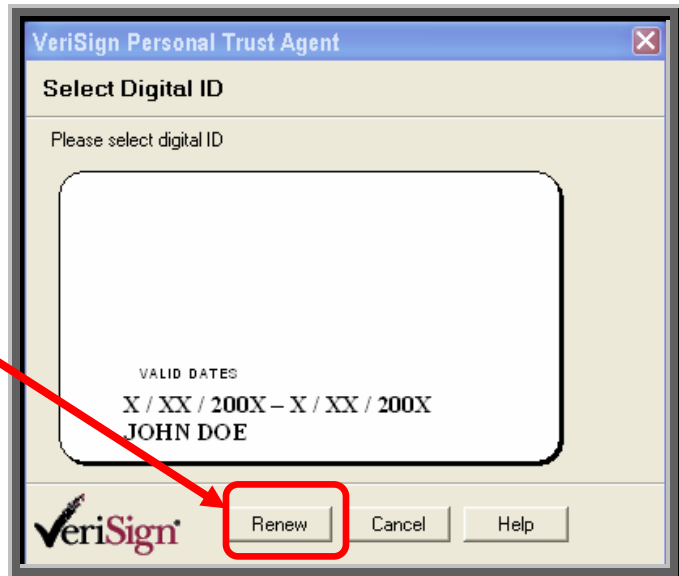 VeriSign Personal Trust Agent
Select Digital ID
Please select digital ID
VALID DATES
X / XX / 200X – X / XX / 200X
JOHN DOE
VeriSign Renew Cancel Help